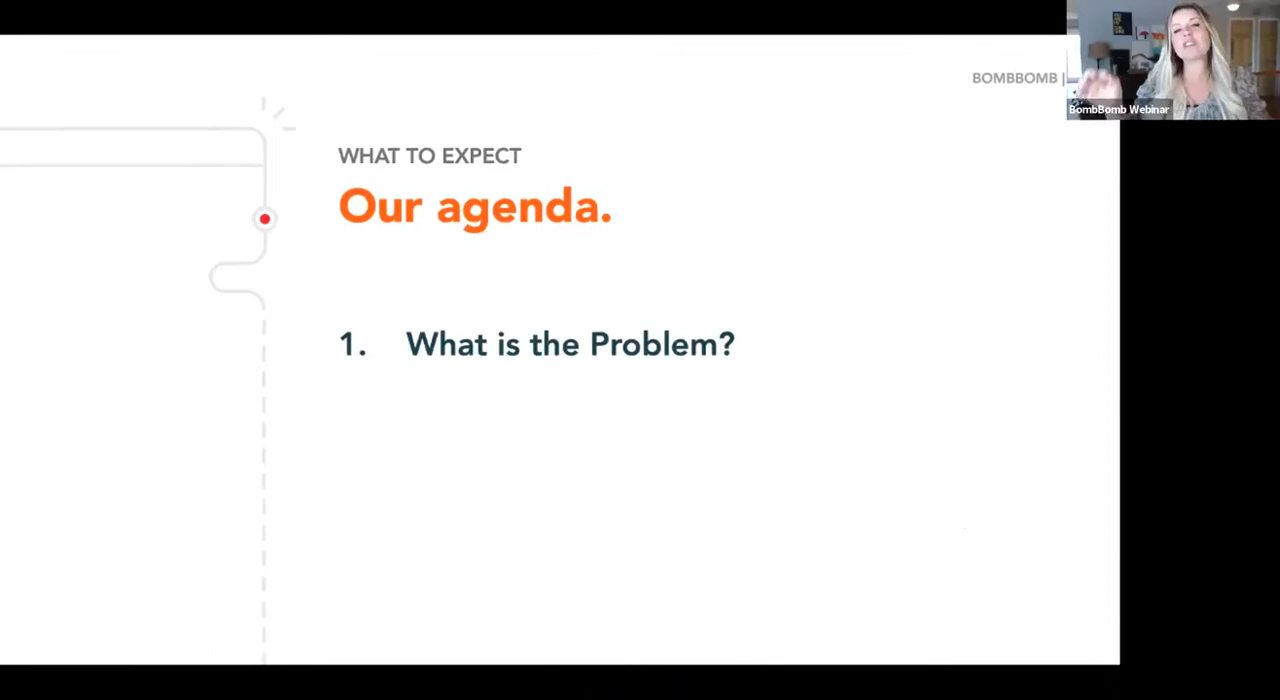 BOMBBOMB |
BombBomb Webinar
WHAT TO EXPECT
Our agenda.
1. What is the Problem?